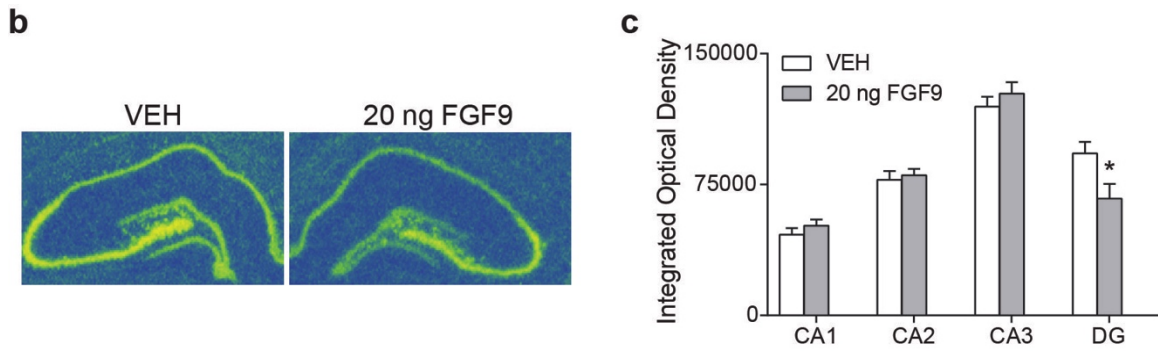 b
VEH
20 ng FGF9
c
Integrated Optical Density
150000
75000
0
VEH
20 ng FGF9
*
CA1
CA2
CA3
DG